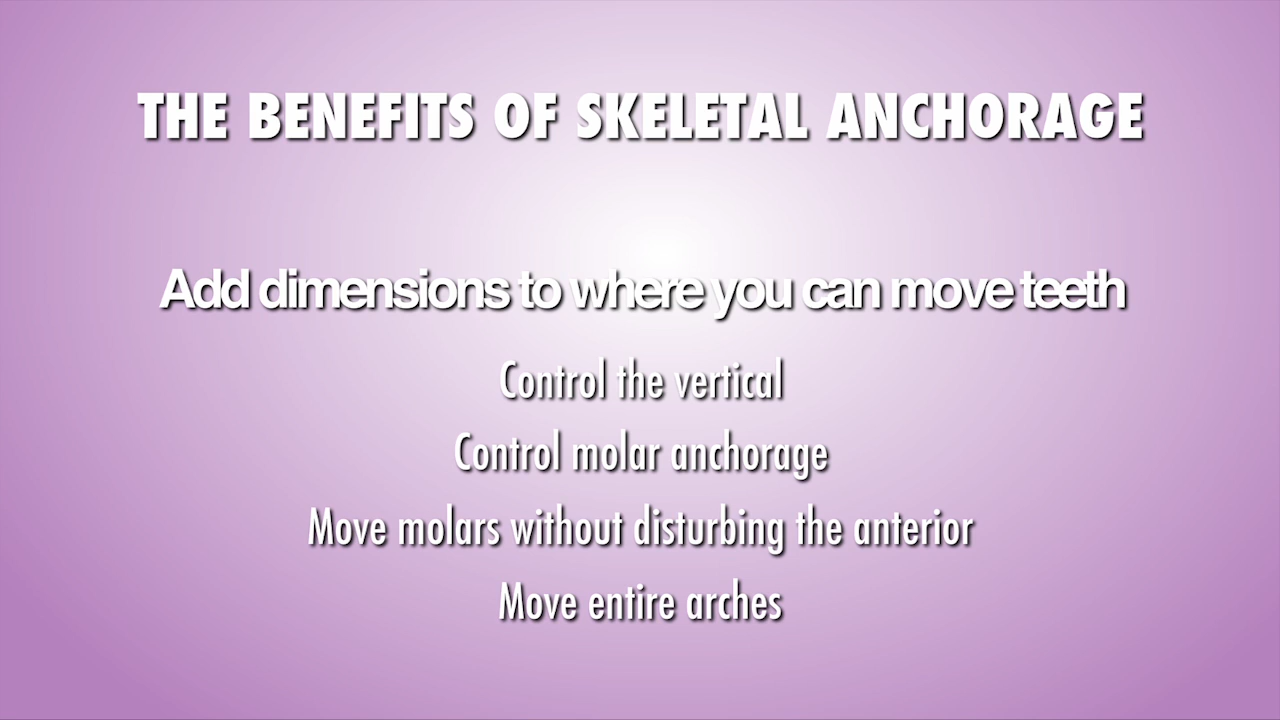 THE BENEFITS OF SKELETAL ANCHORAGE
Add dimensions to where you can move teeth
Control the vertical
Control molar anchorage
Move molars without disturbing the anterior
Move entire arches